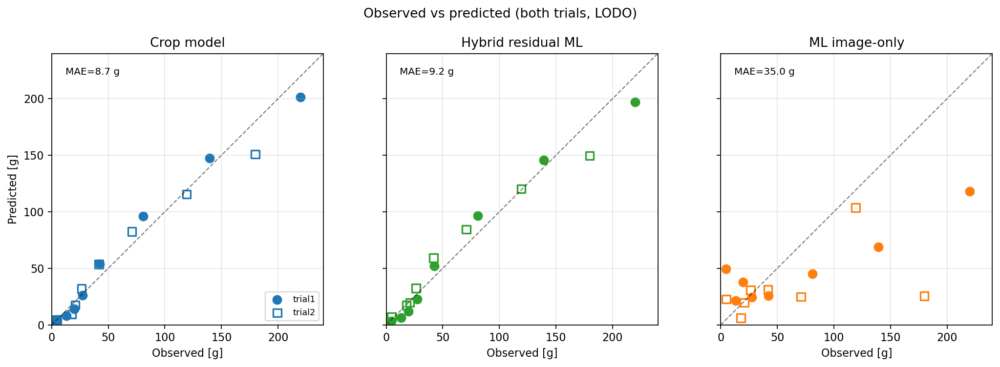 Observed vs predicted (both trials, LODO)
Crop model
MAE=8.7 g
Predicted [g]
200
150
100
50
0
trial1
trial2
0 50 100 150 200
Observed [g]
Hybrid residual ML
MAE=9.2 g
0 50 100 150 200
Observed [g]
ML image-only
MAE=35.0 g
0 50 100 150 200
Observed [g]